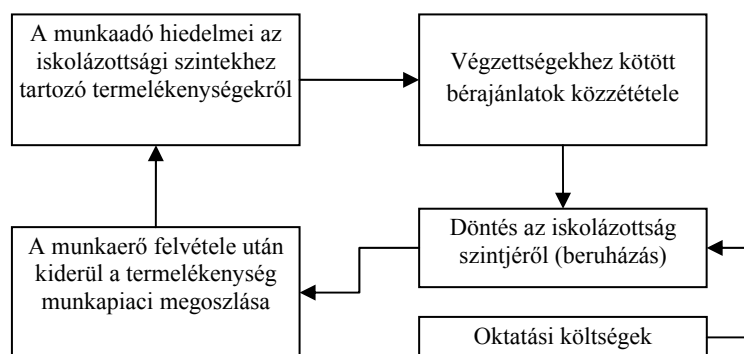 A munkaadó hiedelmei az
iskolázottsági szintekhez
tartozó termelékenységekről
Végzettségekhez kötött
bérajánlatok közzététele
Döntés az iskolázottság
szintjéről (beruházás)
A munkaerő felvétele után
kiderül a termelékenység
munkapiaci megoszlása
Oktatási költségek